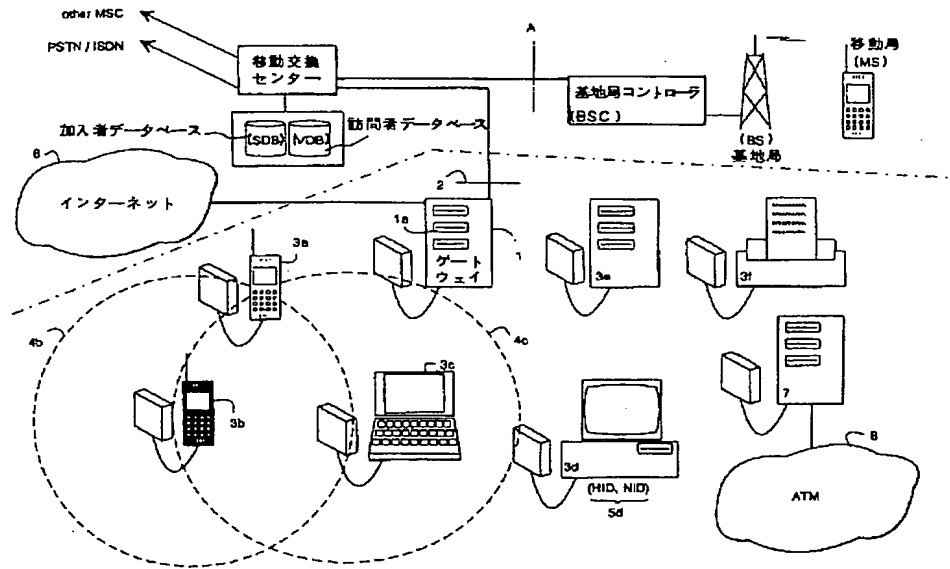 other MSC
PSTN / ISDN
移動交換
センター
A
移動局
(MS)
基地局コントローラ
(BSC)
(BS)
基地局
加入者データベース
訪問者データベース
(SDB)
(VDB)
6
インターネット
2
1a
1
ゲート
ウェイ
3a
3e
3f
4b
4c
3c
3b
7
3d
(HID, NID)
5d
8
ATM